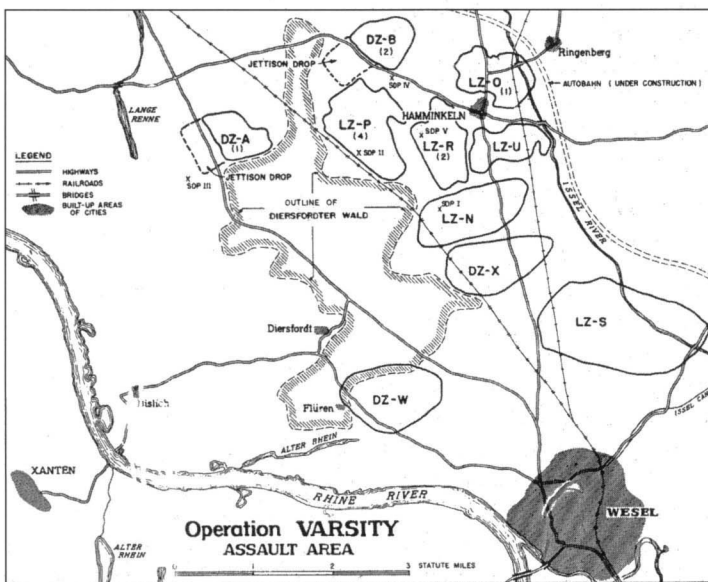 DZ-B
(2)
Ringenberg
JETTISON DROP
x
SDP IV
LZ-O
(1)
AUTOBAHN ( UNDER CONSTRUCTION )
LANGE
RENNE
HAMMINKELN
DZ-A
(1)
LZ-P
(4)
x SDP V
LZ-R
(2)
LZ-U
x SDP II
LEGEND
HIGHWAYS
RAILROADS
BRIDGES
BUILT-UP AREAS
OF CITIES
x
SDP III
JETTISON DROP
ISSEL RIVER
OUTLINE OF
DIERSFORDTER WALD
x SDP I
LZ-N
DZ-X
LZ-S
Diersfordt
DZ-W
Flüren
ISSEL
ALTER RHEIN
XANTEN
RHINE RIVER
WESEL
ALTER
RHEIN
Operation VARSITY
ASSAULT AREA
0 1 2 3 STATUTE MILES